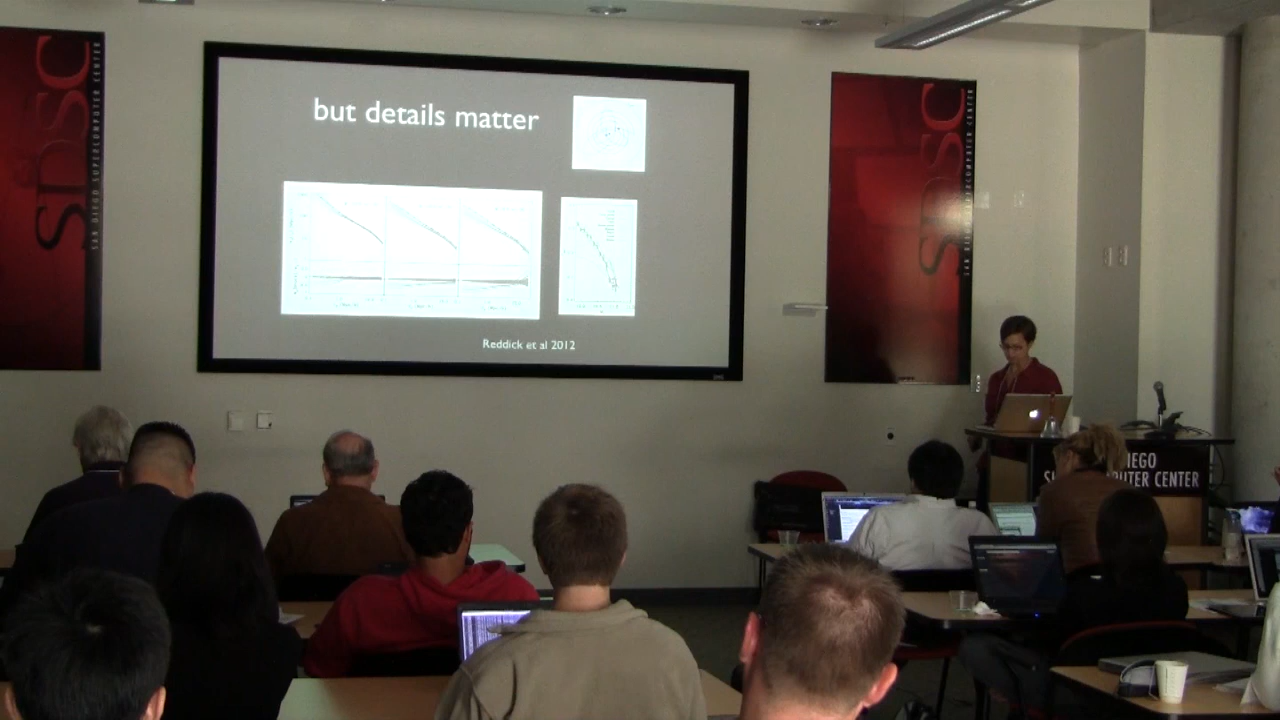 SDSC
SAN DIEGO SUPERCOMPUTER CENTER
but details matter
Reddick et al 2012
SDSC
SAN DIEGO SUPERCOMPUTER CENTER
IEGO
UTER CENTER